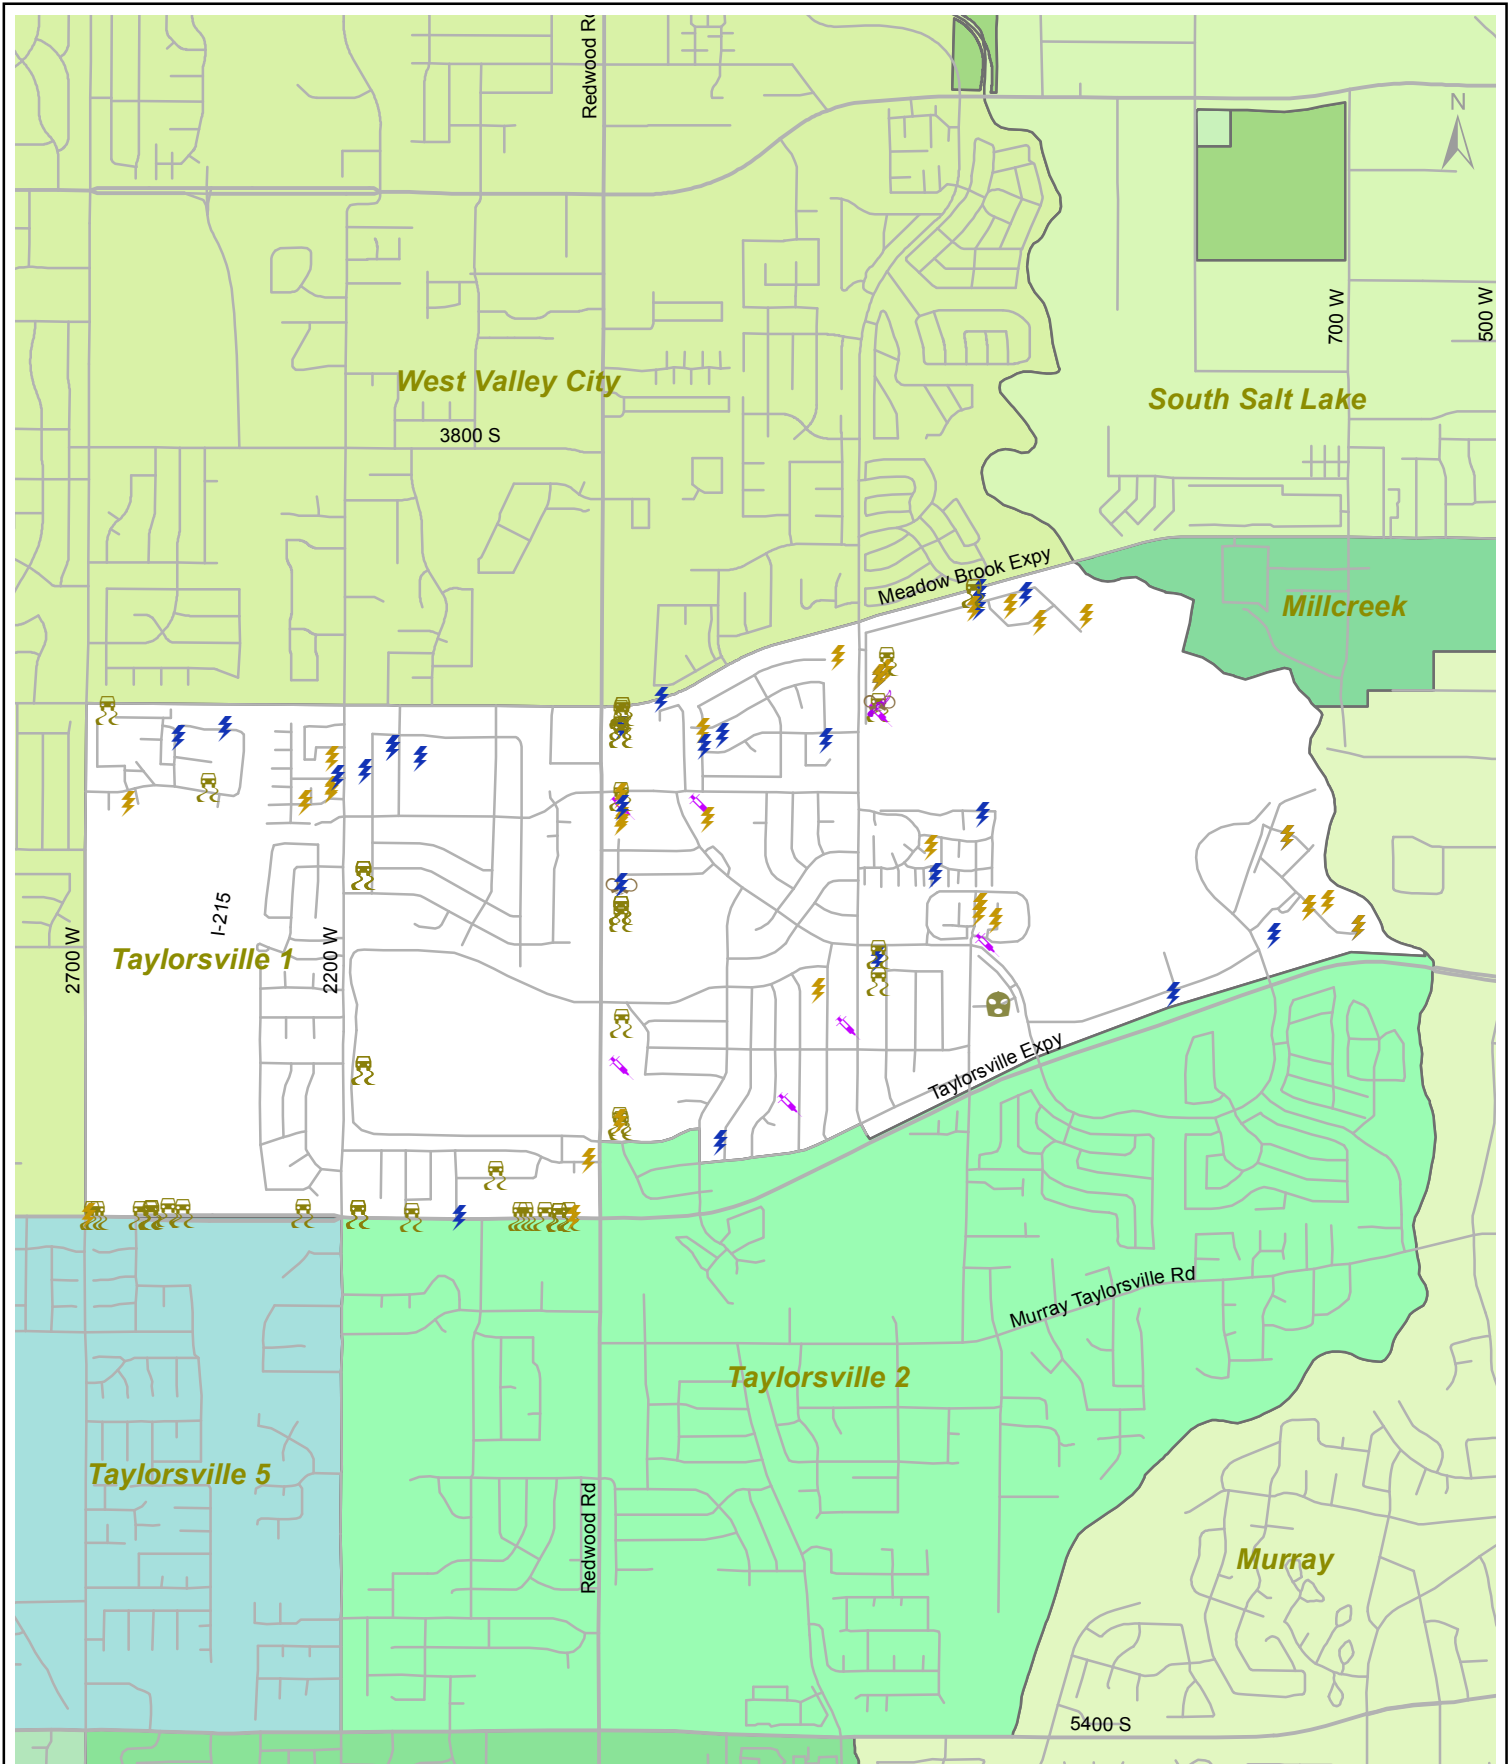 Redwood Rd
N
700 W
500 W
West Valley City
South Salt Lake
3800 S
Meadow Brook Expy
Millcreek
I-215
2700 W
Taylorsville 1
2200 W
Taylorsville Expy
Murray Taylorsville Rd
Taylorsville 2
Taylorsville 5
Redwood Rd
Murray
5400 S